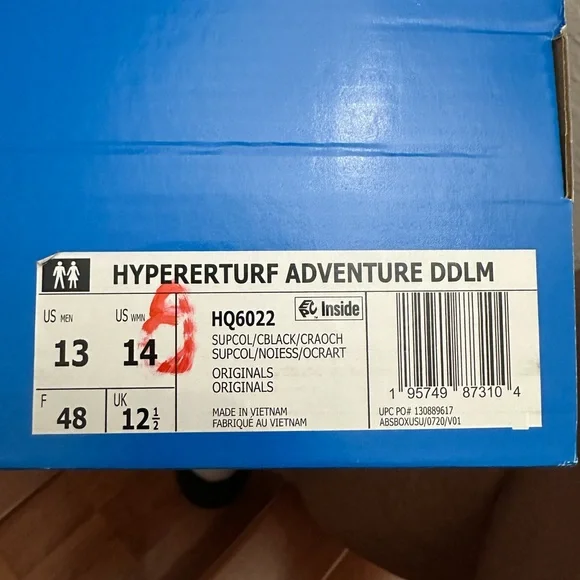 HYPERERTURF ADVENTURE DDLM
US MEN
13
US WMN
14
F
48
UK
12 1/2
HQ6022
Inside
SUPCOL/CBLACK/CRAOCH
SUPCOL/NOIESS/OCRART
ORIGINALS
ORIGINALS
MADE IN VIETNAM
FABRIQUÉ AU VIETNAM
1 95749 87310 4
UPC PO# 130889617
ABSBOXUSU/0720/V01